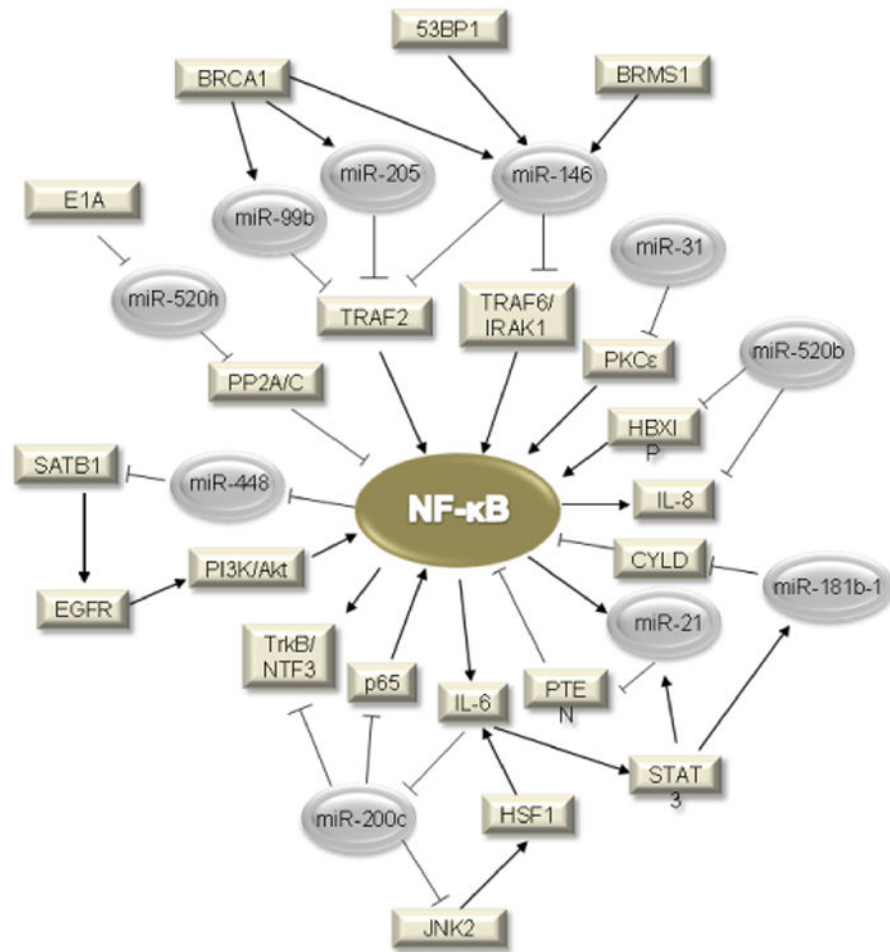 53BP1
BRCA1
BRMS1
miR-205
miR-146
E1A
miR-99b
miR-31
miR-520h
TRAF2
TRAF6/
IRAK1
PKCε
miR-520b
PP2A/C
HBXI
P
SATB1
miR-448
NF-κB
IL-8
PI3K/Akt
CYLD
EGFR
miR-181b-1
miR-21
TrkB/
NTF3
p65
IL-6
PTE
N
STAT
3
miR-200c
HSF1
JNK2